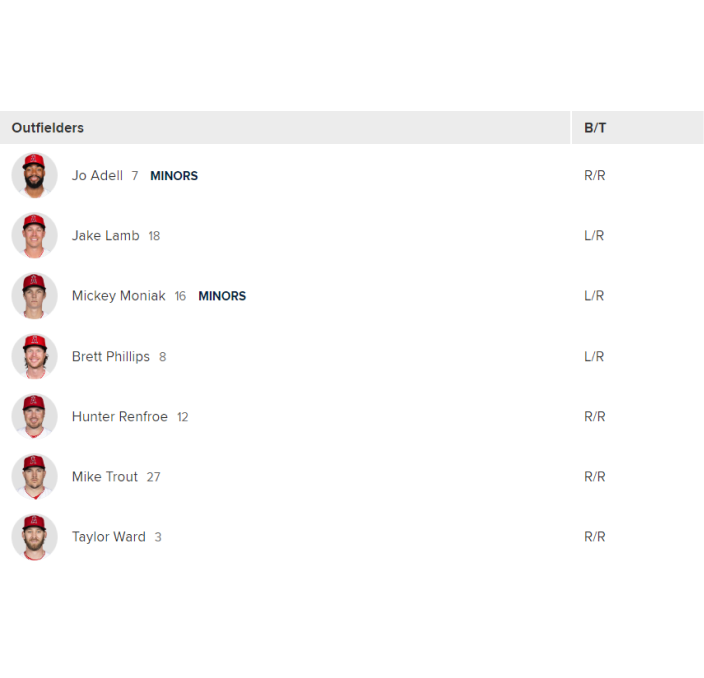 Outfielders B/T
Jo Adell 7 MINORS R/R
Jake Lamb 18 L/R
Mickey Moniak 16 MINORS L/R
Brett Phillips 8 L/R
Hunter Renfroe 12 R/R
Mike Trout 27 R/R
Taylor Ward 3 R/R